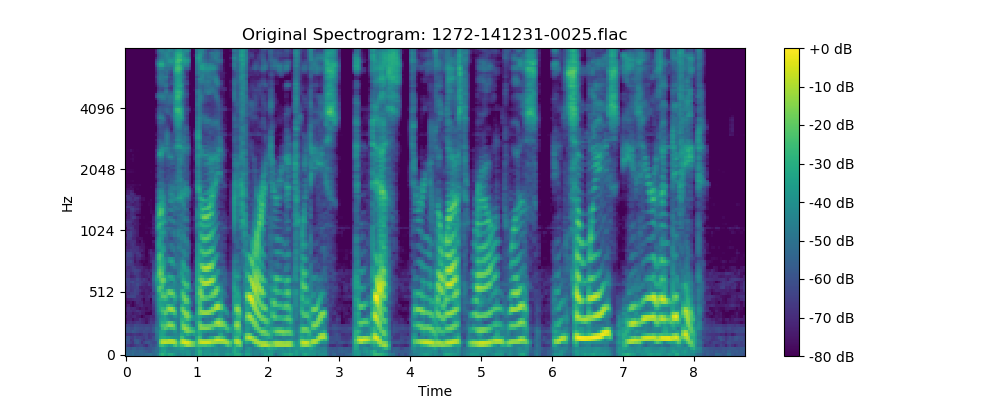 Original Spectrogram: 1272-141231-0025.flac
Hz
4096
2048
1024
512
0
0 1 2 3 4 5 6 7 8
Time
+0 dB
-10 dB
-20 dB
-30 dB
-40 dB
-50 dB
-60 dB
-70 dB
-80 dB